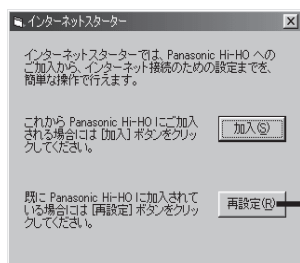 インターネットスターター
インターネットスターターでは、Panasonic Hi-HO への
ご加入から、インターネット接続のための設定までを、
簡単な操作で行えます。
これから Panasonic Hi-HO にご加入
される場合には [加入] ボタンをクリッ
クしてください。
加入(S)
既に Panasonic Hi-HO に加入されて
いる場合には [再設定] ボタンをクリッ
クしてください。
再設定(R)